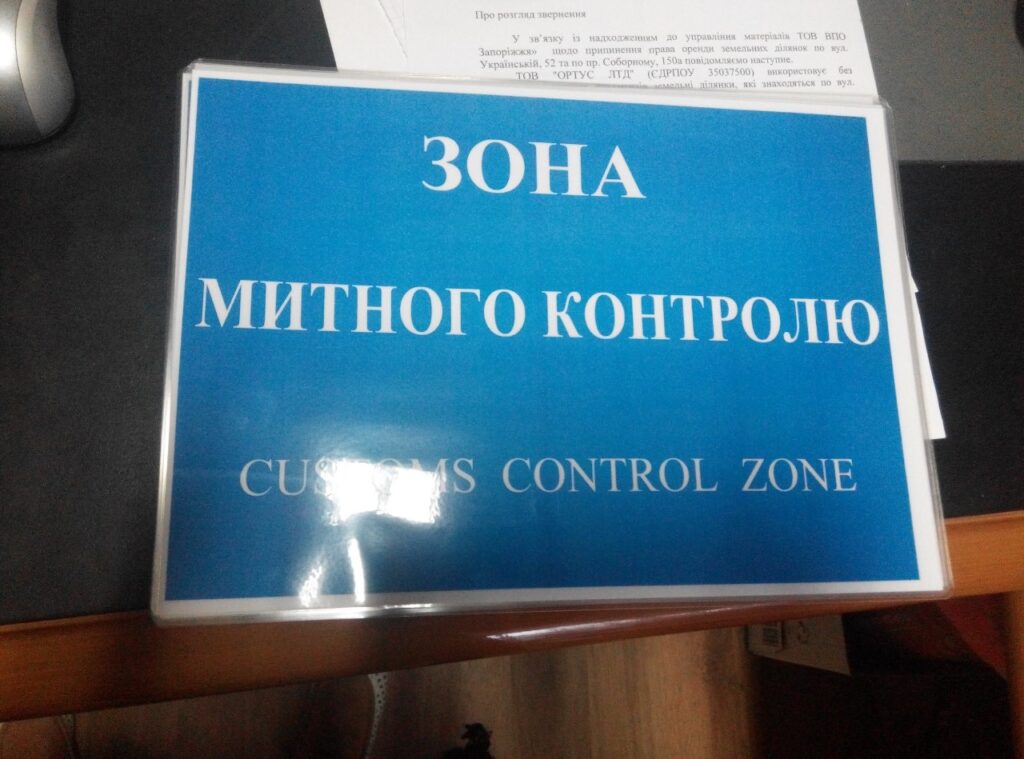 Про розгляд звернення
У зв'язку із надходженням до управління матеріалів ТОВ ВПО
Запоріжжя» щодо припинення права оренди земельних ділянок по вул.
Українській, 52 та по пр. Соборному, 150а повідомляємо наступне.
ТОВ "ОРТУС ЛТД" (ЄДРПОУ 35037500) використовує без
земельні ділянки, які знаходяться по вул.
ЗОНА
МИТНОГО КОНТРОЛЮ
CUSTOMS CONTROL ZONE